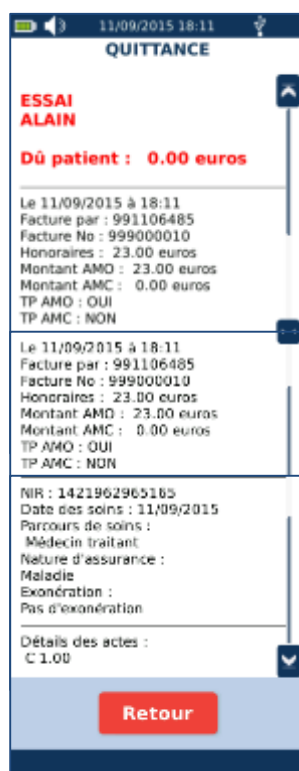 11/09/2015 18:11
QUITTANCE
ESSAI
ALAIN
Dû patient : 0.00 euros
Le 11/09/2015 à 18:11
Facture par : 991106485
Facture No : 999000010
Honoraires : 23.00 euros
Montant AMO : 23.00 euros
Montant AMC : 0.00 euros
TP AMO : OUI
TP AMC : NON
Le 11/09/2015 à 18:11
Facture par : 991106485
Facture No : 999000010
Honoraires : 23.00 euros
Montant AMO : 23.00 euros
Montant AMC : 0.00 euros
TP AMO : OUI
TP AMC : NON
NIR : 1421962965165
Date des soins : 11/09/2015
Parcours de soins :
Médecin traitant
Nature d'assurance :
Maladie
Exonération :
Pas d'exonération
Détails des actes :
C 1.00
Retour